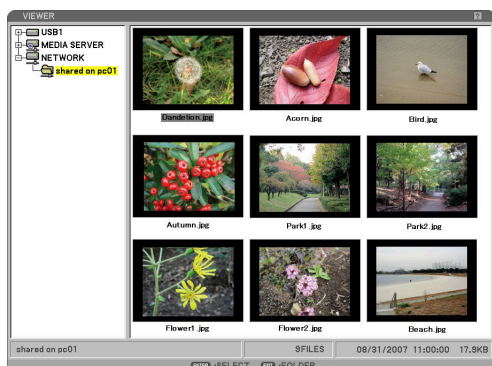 VIEWER
?
USB1
MEDIA SERVER
NETWORK
shared on pc01
Dandelion.jpg Acorn.jpg Bird.jpg
Autumn.jpg Park1.jpg Park2.jpg
Flower1.jpg Flower2.jpg Beach.jpg
shared on pc01 9FILES 08/31/2007 11:00:00 17.9KB
ENTER :SELECT EXIT :FOLDER